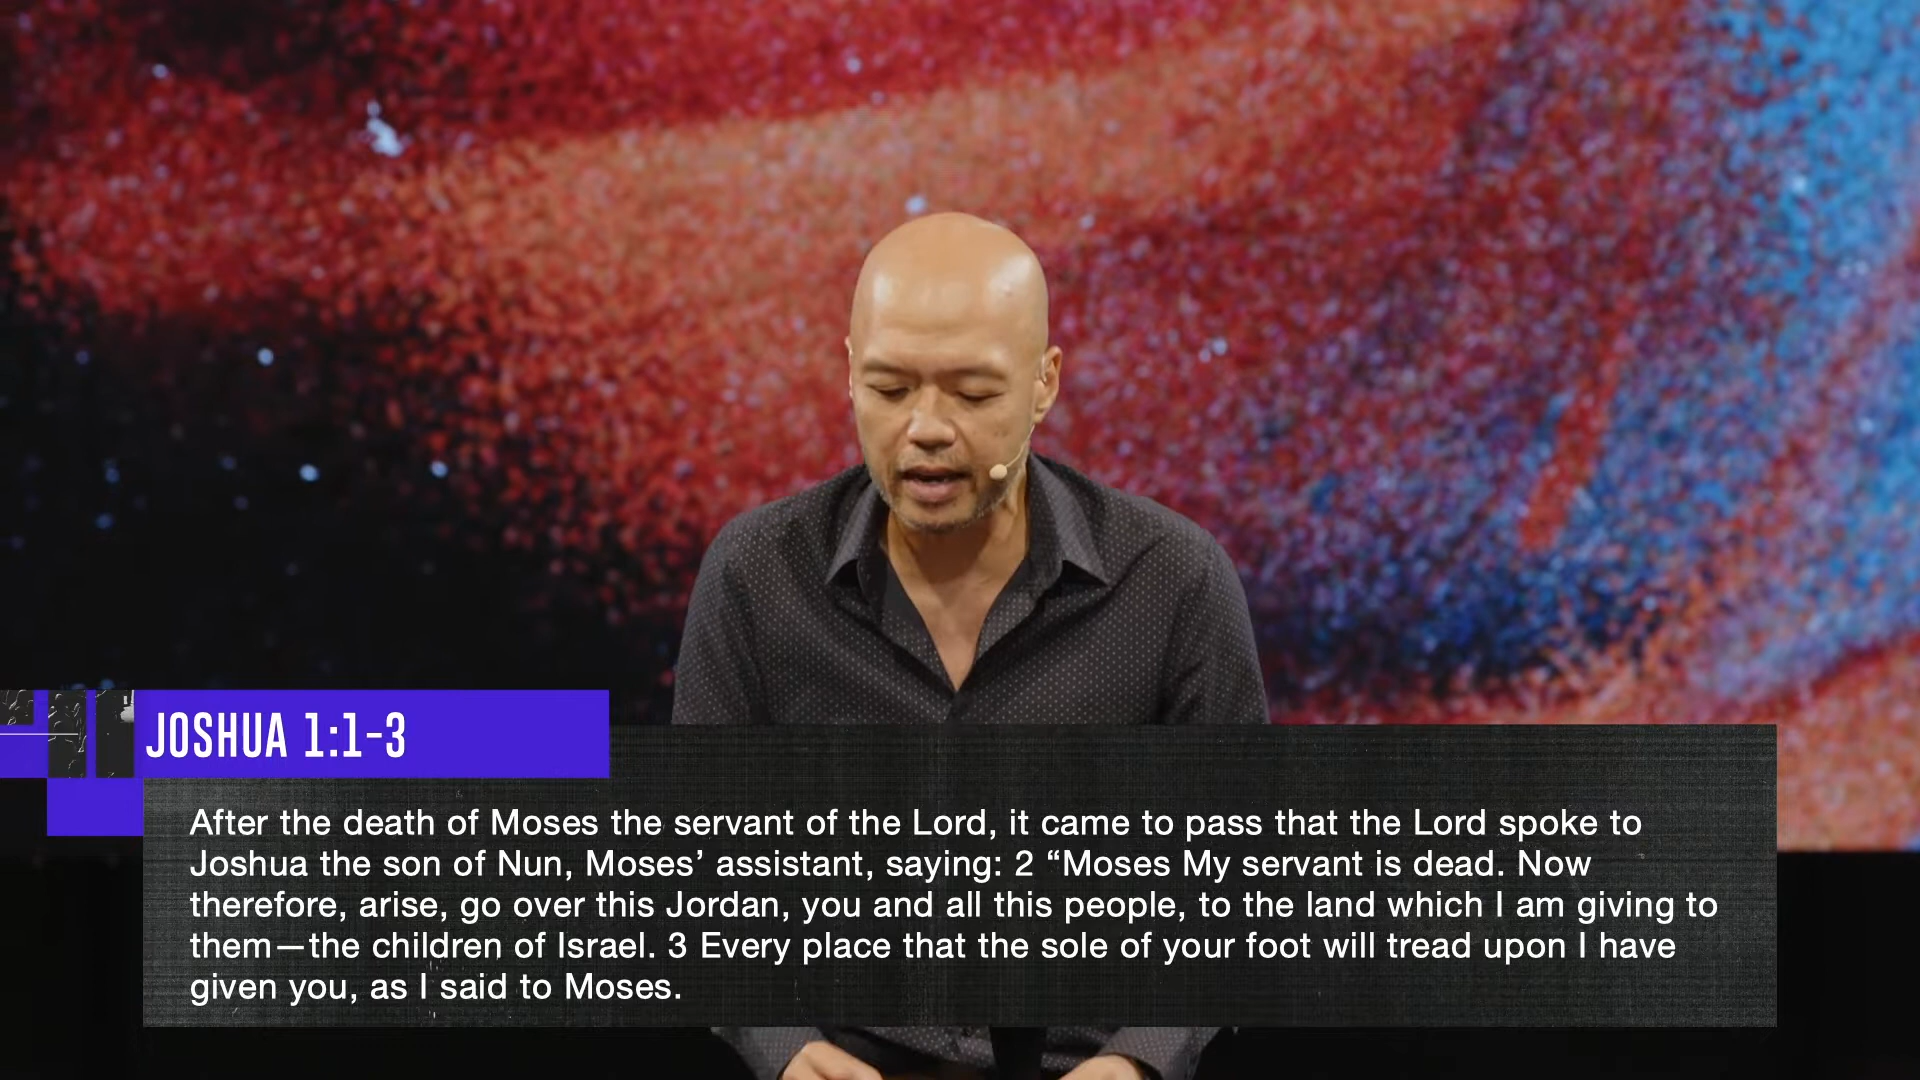 JOSHUA 1:1-3
After the death of Moses the servant of the Lord, it came to pass that the Lord spoke to
Joshua the son of Nun, Moses’ assistant, saying: 2 “Moses My servant is dead. Now
therefore, arise, go over this Jordan, you and all this people, to the land which I am giving to
them—the children of Israel. 3 Every place that the sole of your foot will tread upon I have
given you, as I said to Moses.